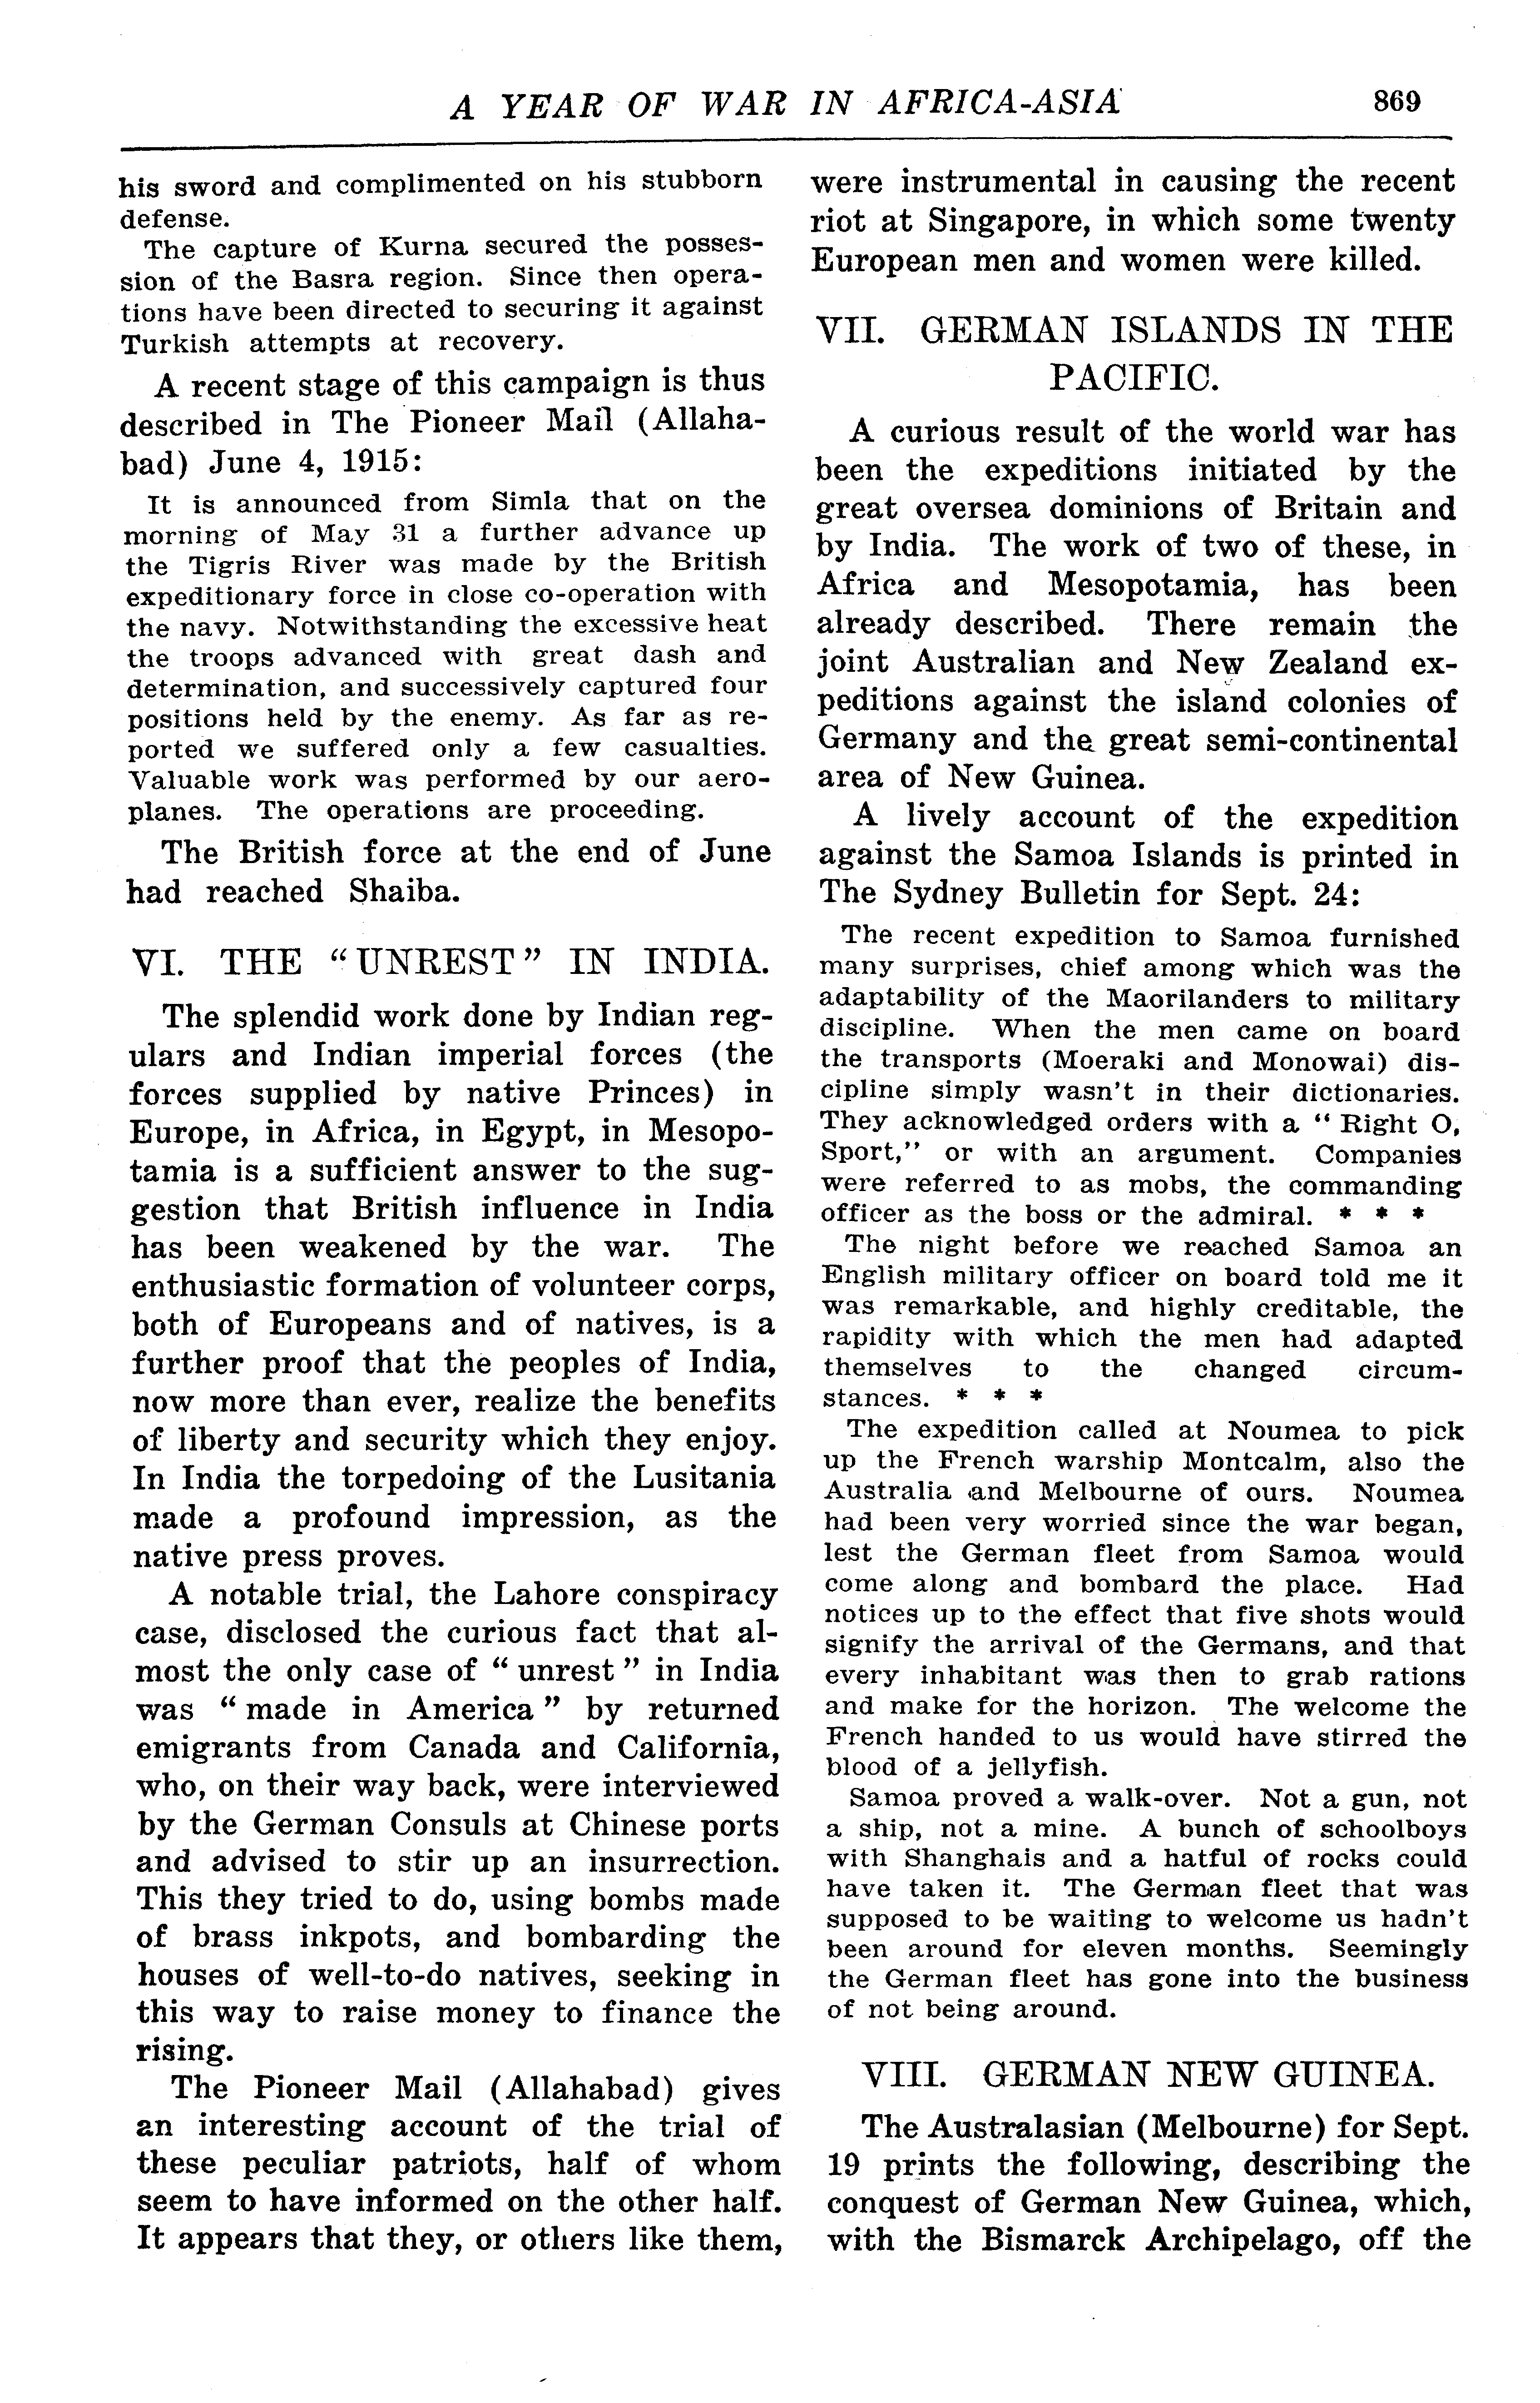 A YEAR OF WAR IN AFRICA-ASIA 869
his sword and complimented on his stubborn
defense.
The capture of Kurna secured the posses-
sion of the Basra region. Since then opera-
tions have been directed to securing it against
Turkish attempts at recovery.
A recent stage of this campaign is thus
described in The Pioneer Mail (Allaha-
bad) June 4, 1915:
It is announced from Simla that on the
morning of May 31 a further advance up
the Tigris River was made by the British
expeditionary force in close co-operation with
the navy. Notwithstanding the excessive heat
the troops advanced with great dash and
determination, and successively captured four
positions held by the enemy. As far as re-
ported we suffered only a few casualties.
Valuable work was performed by our aero-
planes. The operations are proceeding.
The British force at the end of June
had reached Shaiba.
VI. THE "UNREST" IN INDIA.
The splendid work done by Indian reg-
ulars and Indian imperial forces (the
forces supplied by native Princes) in
Europe, in Africa, in Egypt, in Mesopo-
tamia is a sufficient answer to the sug-
gestion that British influence in India
has been weakened by the war. The
enthusiastic formation of volunteer corps,
both of Europeans and of natives, is a
further proof that the peoples of India,
now more than ever, realize the benefits
of liberty and security which they enjoy.
In India the torpedoing of the Lusitania
made a profound impression, as the
native press proves.
A notable trial, the Lahore conspiracy
case, disclosed the curious fact that al-
most the only case of "unrest" in India
was "made in America" by returned
emigrants from Canada and California,
who, on their way back, were interviewed
by the German Consuls at Chinese ports
and advised to stir up an insurrection.
This they tried to do, using bombs made
of brass inkpots, and bombarding the
houses of well-to-do natives, seeking in
this way to raise money to finance the
rising.
The Pioneer Mail (Allahabad) gives
an interesting account of the trial of
these peculiar patriots, half of whom
seem to have informed on the other half.
It appears that they, or others like them,
were instrumental in causing the recent
riot at Singapore, in which some twenty
European men and women were killed.
VII. GERMAN ISLANDS IN THE
PACIFIC.
A curious result of the world war has
been the expeditions initiated by the
great oversea dominions of Britain and
by India. The work of two of these, in
Africa and Mesopotamia, has been
already described. There remain the
joint Australian and New Zealand ex-
peditions against the island colonies of
Germany and the great semi-continental
area of New Guinea.
A lively account of the expedition
against the Samoa Islands is printed in
The Sydney Bulletin for Sept. 24:
The recent expedition to Samoa furnished
many surprises, chief among which was the
adaptability of the Maorilanders to military
discipline. When the men came on board
the transports (Moeraki and Monowai) dis-
cipline simply wasn't in their dictionaries.
They acknowledged orders with a "Right O,
Sport," or with an argument. Companies
were referred to as mobs, the commanding
officer as the boss or the admiral. * * *
The night before we reached Samoa an
English military officer on board told me it
was remarkable, and highly creditable, the
rapidity with which the men had adapted
themselves to the changed circum-
stances. * * *
The expedition called at Noumea to pick
up the French warship Montcalm, also the
Australia and Melbourne of ours. Noumea
had been very worried since the war began,
lest the German fleet from Samoa would
come along and bombard the place. Had
notices up to the effect that five shots would
signify the arrival of the Germans, and that
every inhabitant was then to grab rations
and make for the horizon. The welcome the
French handed to us would have stirred the
blood of a jellyfish.
Samoa proved a walk-over. Not a gun, not
a ship, not a mine. A bunch of schoolboys
with Shanghais and a hatful of rocks could
have taken it. The German fleet that was
supposed to be waiting to welcome us hadn't
been around for eleven months. Seemingly
the German fleet has gone into the business
of not being around.
VIII. GERMAN NEW GUINEA.
The Australasian (Melbourne) for Sept.
19 prints the following, describing the
conquest of German New Guinea, which,
with the Bismarck Archipelago, off the